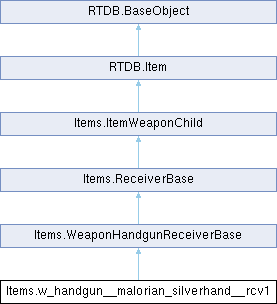 RTDB.BaseObject
RTDB.Item
Items.ItemWeaponChild
Items.ReceiverBase
Items.WeaponHandgunReceiverBase
Items.w_handgun__malorian_silverhand__rcv1